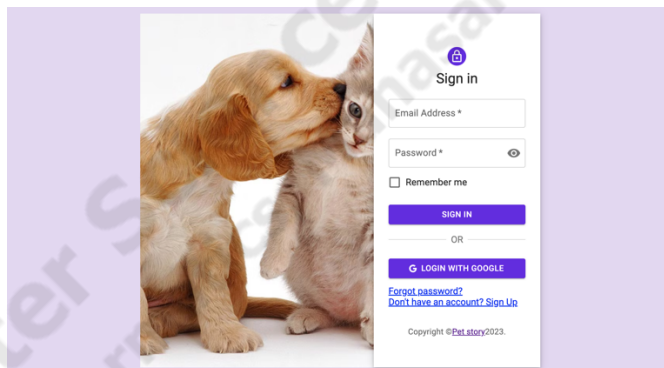 Sign in
Email Address *
Password *
Remember me
SIGN IN
OR
G LOGIN WITH GOOGLE
Forgot password?
Don't have an account? Sign Up
Copyright ©Pet story2023.